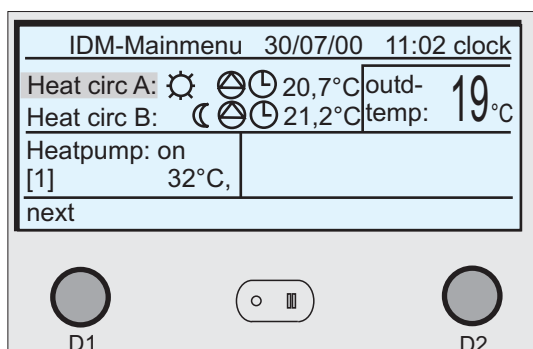 IDM-Mainmenu 30/07/00 11:02 clock
Heat circ A: 20,7°C outd- 19°C
Heat circ B: 21,2°C temp:
Heatpump: on
[1] 32°C,
next
D1 D2